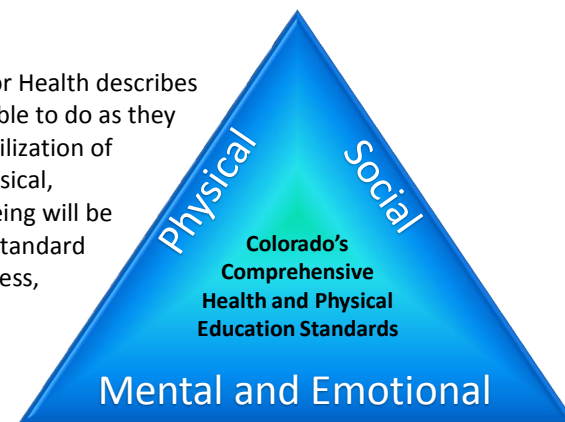 or Health describes
ble to do as they
ilization of
sical,
eing will be
tandard
ess,
Physical
Social
Colorado’s
Comprehensive
Health and Physical
Education Standards
Mental and Emotional